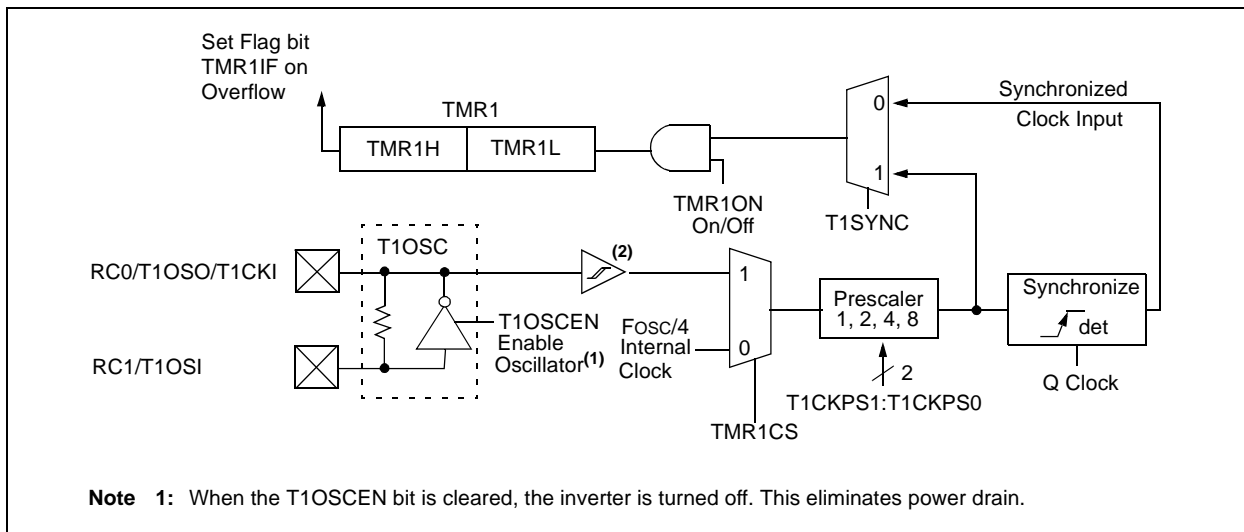 Set Flag bit
TMR1IF on
Overflow
TMR1
TMR1H
TMR1L
TMR1ON
On/Off
0
1
T1SYNC
Synchronized
Clock Input
T1OSC
RC0/T1OSO/T1CKI
RC1/T1OSI
T1OSCEN
Enable
Oscillator(1)
(2)
FOSC/4
Internal
Clock
1
0
TMR1CS
Prescaler
1, 2, 4, 8
2
T1CKPS1:T1CKPS0
Synchronize
det
Q Clock
Note 1: When the T1OSCEN bit is cleared, the inverter is turned off. This eliminates power drain.